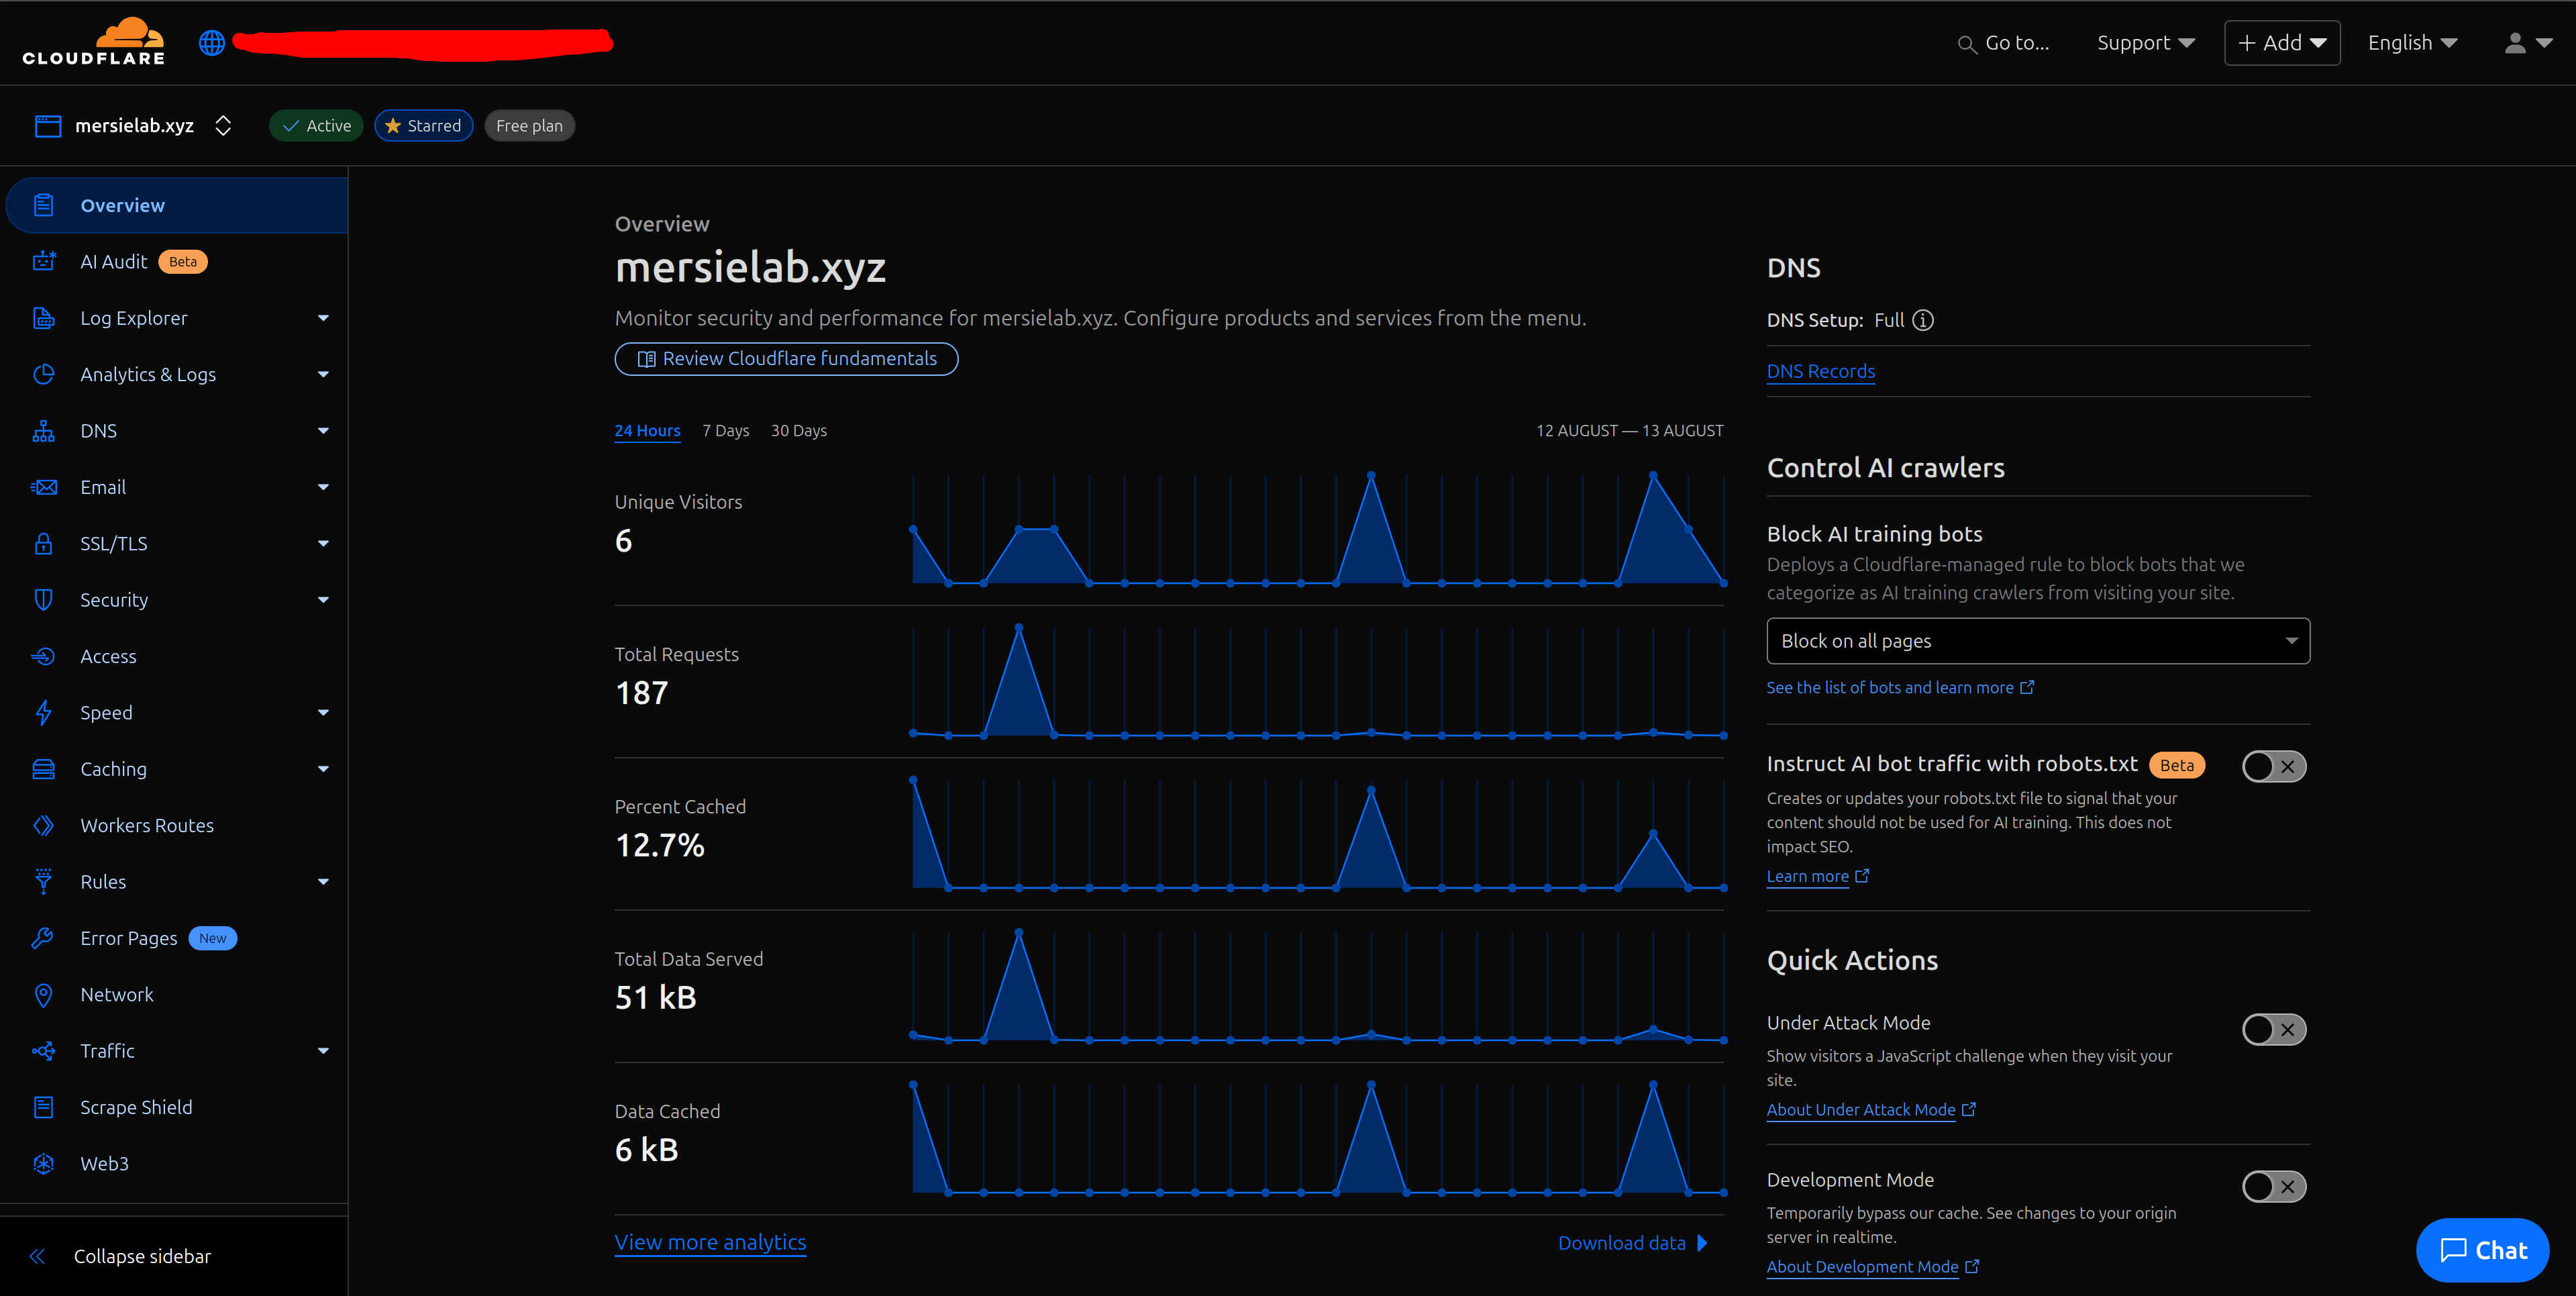 CLOUDFLARE
Go to...
Support
+ Add
English
mersielab.xyz
Active
Starred
Free plan
Overview
AI Audit Beta
Log Explorer
Analytics & Logs
DNS
Email
SSL/TLS
Security
Access
Speed
Caching
Workers Routes
Rules
Error Pages New
Network
Traffic
Scrape Shield
Web3
Collapse sidebar
Overview
mersielab.xyz
Monitor security and performance for mersielab.xyz. Configure products and services from the menu.
Review Cloudflare fundamentals
24 Hours 7 Days 30 Days
12 AUGUST — 13 AUGUST
Unique Visitors
6
Total Requests
187
Percent Cached
12.7%
Total Data Served
51 kB
Data Cached
6 kB
View more analytics
Download data
DNS
DNS Setup: Full
DNS Records
Control AI crawlers
Block AI training bots
Deploys a Cloudflare-managed rule to block bots that we
categorize as AI training crawlers from visiting your site.
Block on all pages
See the list of bots and learn more
Instruct AI bot traffic with robots.txt Beta
Creates or updates your robots.txt file to signal that your
content should not be used for AI training. This does not
impact SEO.
Learn more
Quick Actions
Under Attack Mode
Show visitors a JavaScript challenge when they visit your
site.
About Under Attack Mode
Development Mode
Temporarily bypass our cache. See changes to your origin
server in realtime.
About Development Mode
Chat